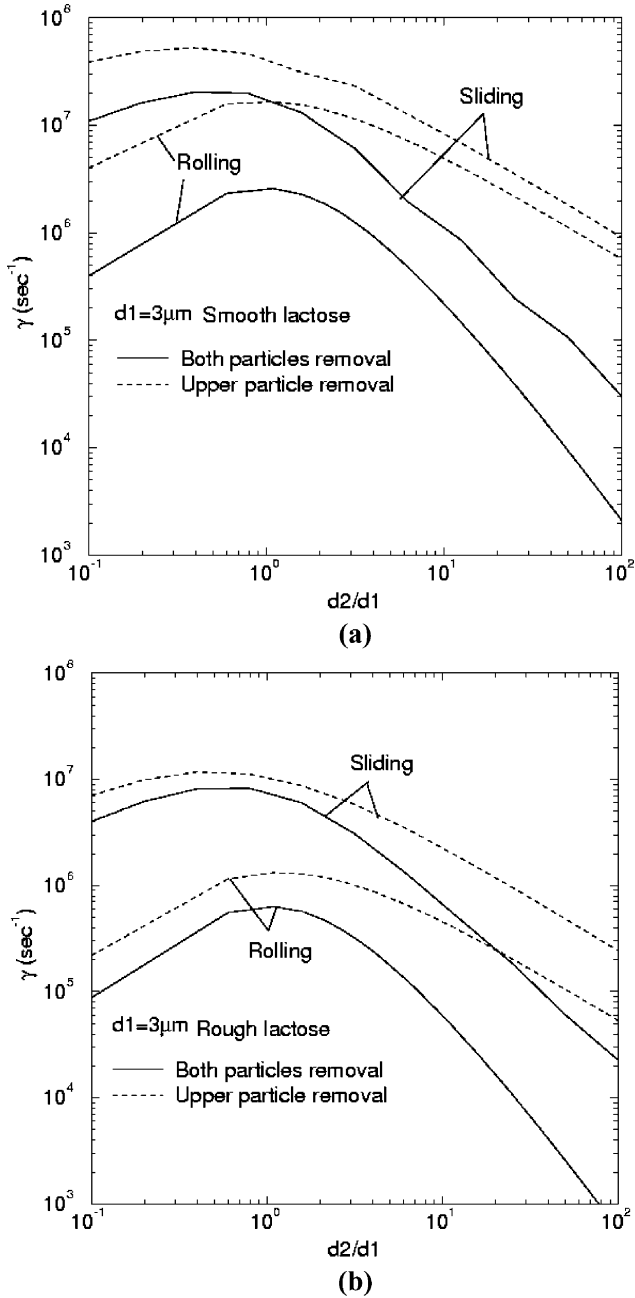 10⁸
10⁷
10⁶
10⁵
10⁴
10³
γ (sec⁻¹)
Sliding
Rolling
d1=3μm Smooth lactose
Both particles removal
Upper particle removal
10⁻¹ 10⁰ 10¹ 10²
d2/d1
(a)
10⁸
10⁷
10⁶
10⁵
10⁴
10³
γ (sec⁻¹)
Sliding
Rolling
d1=3μm Rough lactose
Both particles removal
Upper particle removal
10⁻¹ 10⁰ 10¹ 10²
d2/d1
(b)